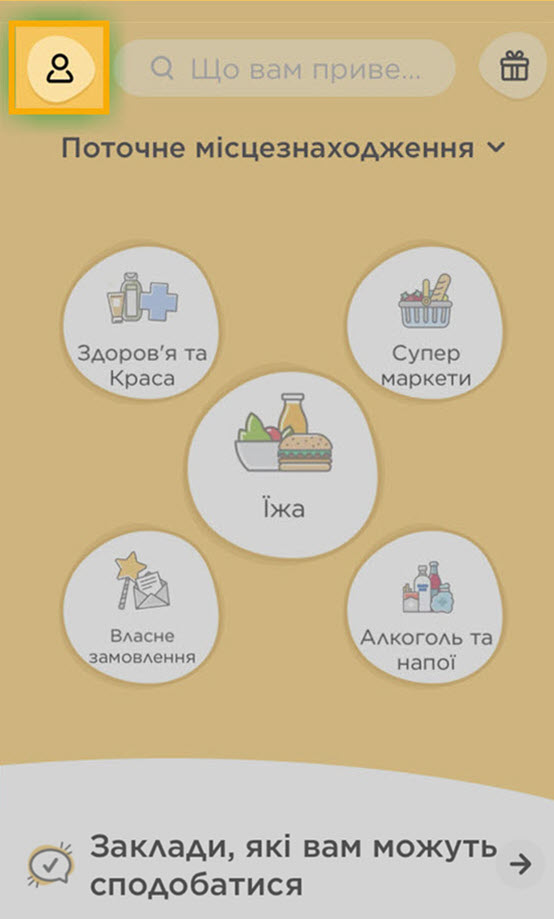 Що вам приве...
Поточне місцезнаходження
Здоров'я та
Краса
Супер
маркети
Їжа
Власне
замовлення
Алкоголь та
напої
Заклади, які вам можуть
сподобатися